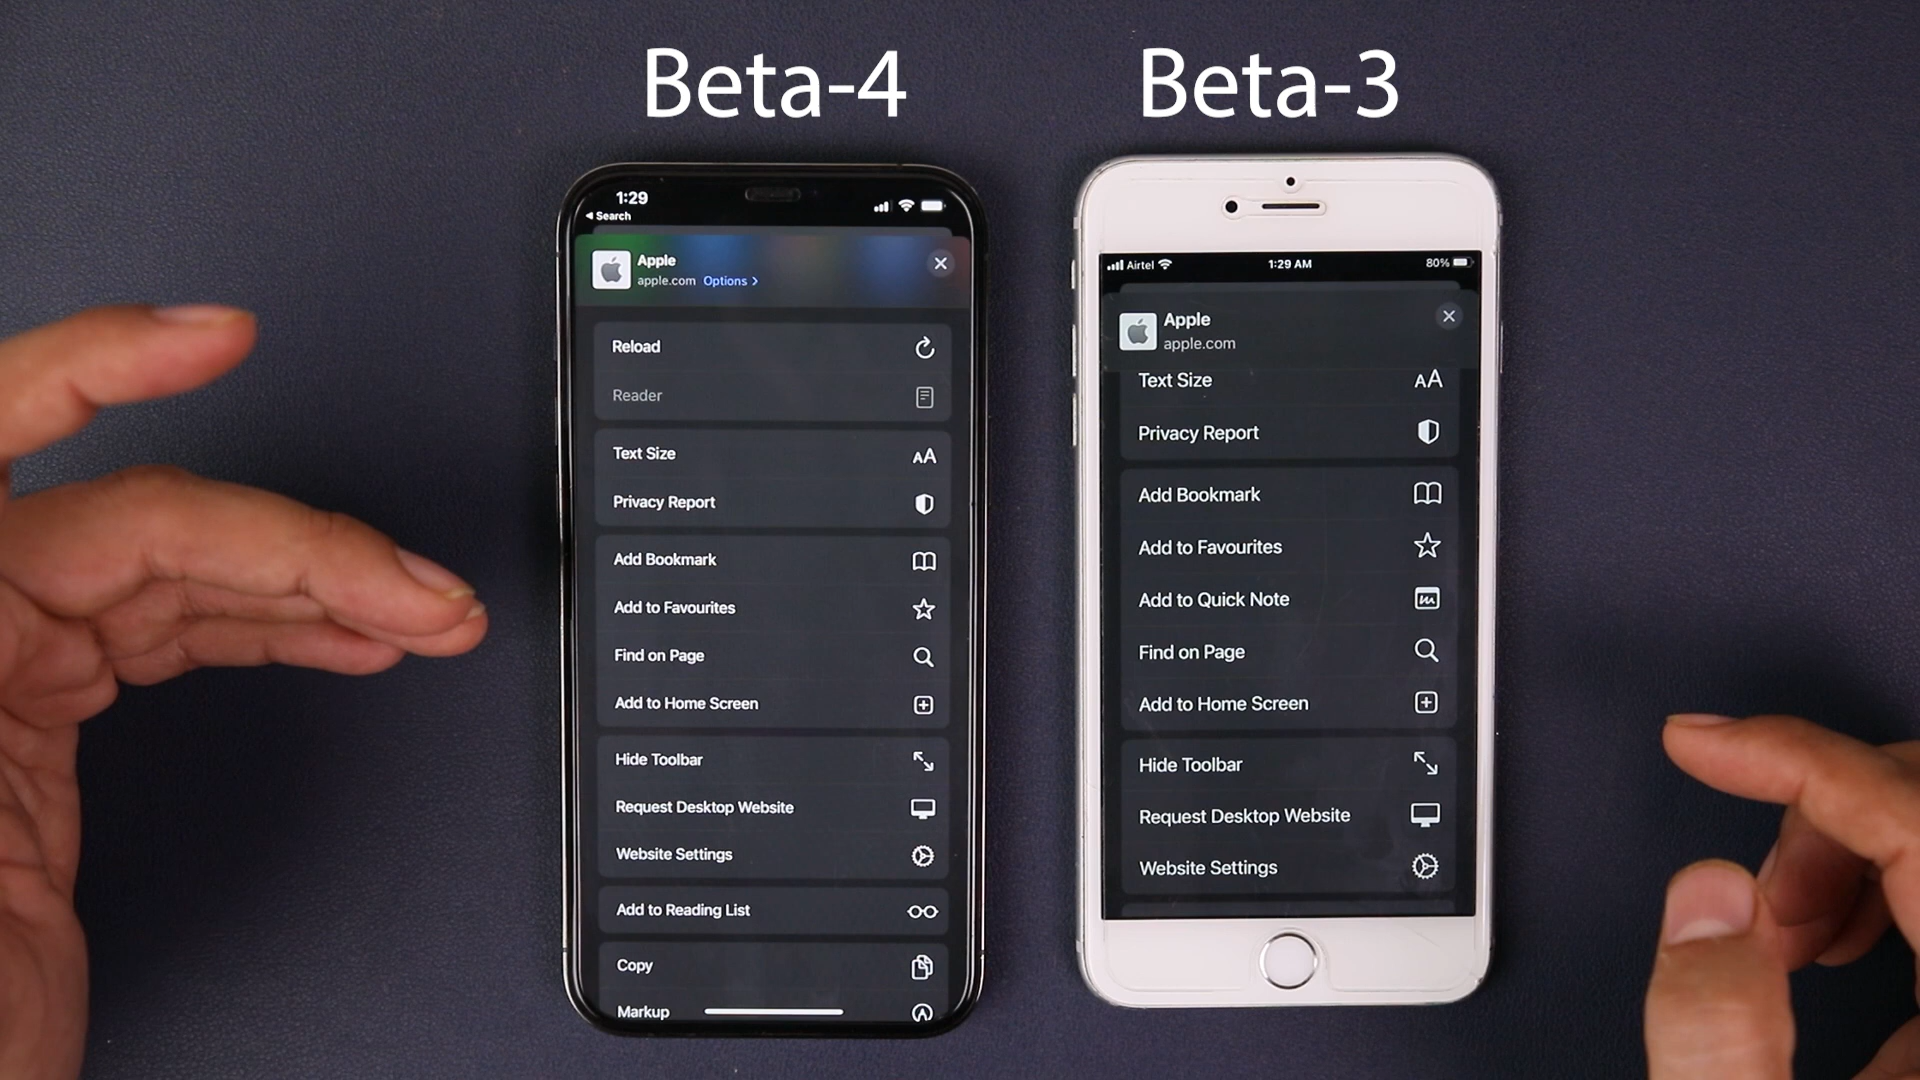 Beta-4
1:29
Search
Apple
apple.com Options
Reload
Reader
Text Size
AA
Privacy Report
Add Bookmark
Add to Favourites
Find on Page
Add to Home Screen
Hide Toolbar
Request Desktop Website
Website Settings
Add to Reading List
Copy
Markup
Beta-3
Airtel 1:29 AM 80%
Apple
apple.com
Text Size
AA
Privacy Report
Add Bookmark
Add to Favourites
Add to Quick Note
Find on Page
Add to Home Screen
Hide Toolbar
Request Desktop Website
Website Settings